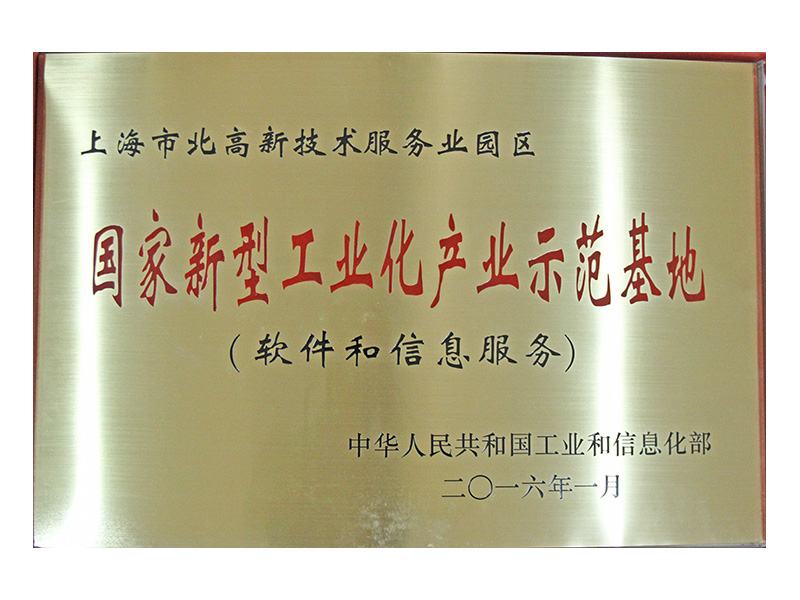 上海市北高新技术服务业园区
国家新型工业化产业示范基地
(软件和信息服务)
中华人民共和国工业和信息化部
二〇一六年一月